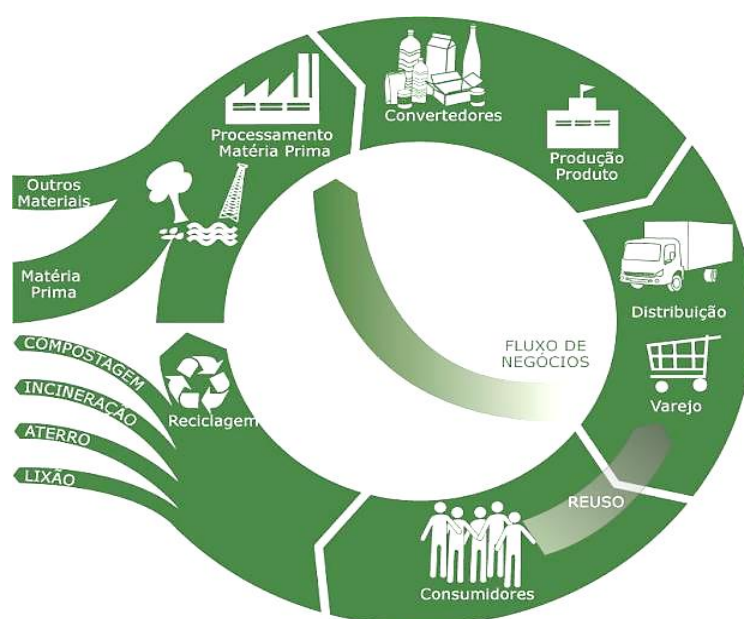 Processamento
Matéria Prima
Convertedores
Produção
Produto
Outros
Materiais
Matéria
Prima
Distribuição
FLUXO DE
NEGÓCIOS
COMPOSTAGEM
INCINERAÇÃO
ATERRO
LIXÃO
Reciclagem
Varejo
REUSO
Consumidores